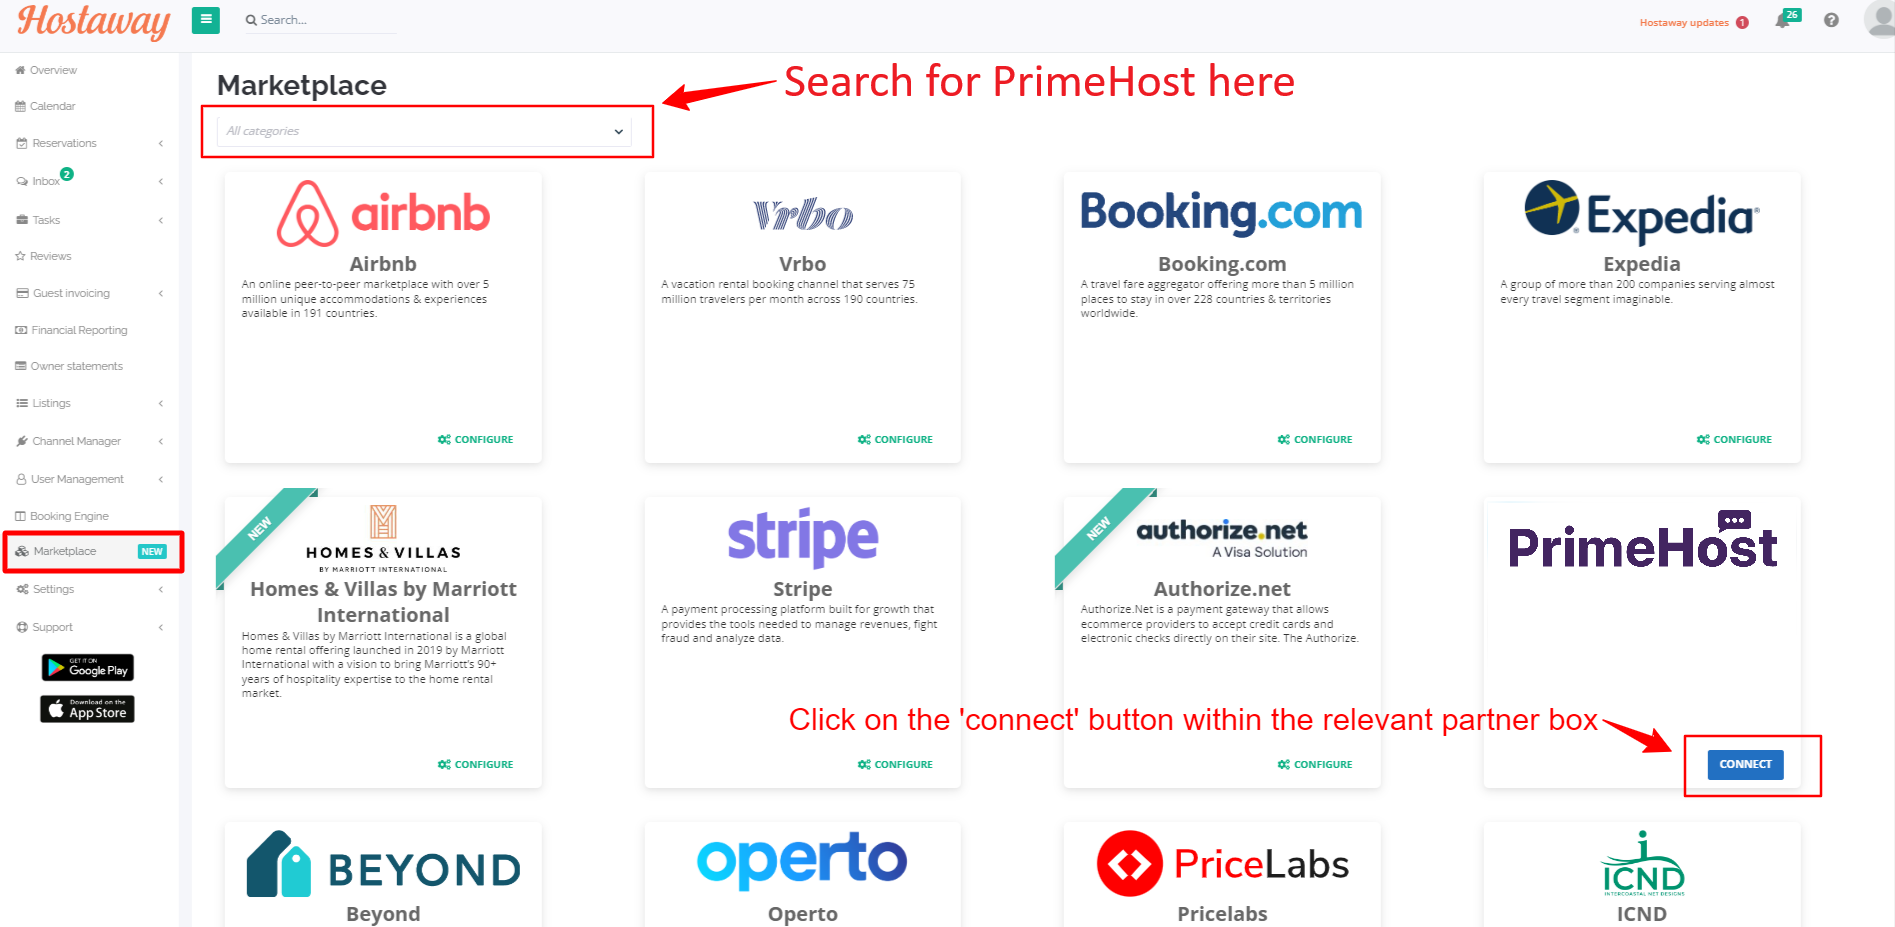 Hostaway
Search...
Hostaway updates 1
26
?
Overview
Calendar
Reservations
Inbox 2
Tasks
Reviews
Guest invoicing
Financial Reporting
Owner statements
Listings
Channel Manager
User Management
Booking Engine
Marketplace NEW
Settings
Support
GET IT ON
Google Play
Download on the
App Store
Marketplace
Search for PrimeHost here
All categories
airbnb
Airbnb
An online peer-to-peer marketplace with over 5
million unique accommodations & experiences
available in 191 countries.
CONFIGURE
Vrbo
Vrbo
A vacation rental booking channel that serves 75
million travelers per month across 190 countries.
CONFIGURE
Booking.com
Booking.com
A travel fare aggregator offering more than 5 million
places to stay in over 228 countries & territories
worldwide.
CONFIGURE
Expedia®
Expedia
A group of more than 200 companies serving almost
every travel segment imaginable.
CONFIGURE
NEW
HOMES & VILLAS
BY MARRIOTT INTERNATIONAL
Homes & Villas by Marriott
International
Homes & Villas by Marriott International is a global
home rental offering launched in 2019 by Marriott
International with a vision to bring Marriott's 90+
years of hospitality expertise to the home rental
market.
CONFIGURE
stripe
Stripe
A payment processing platform built for growth that
provides the tools needed to manage revenues, fight
fraud and analyze data.
CONFIGURE
NEW
authorize.net
A Visa Solution
Authorize.net
Authorize.Net is a payment gateway that allows
ecommerce providers to accept credit cards and
electronic checks directly on their site. The Authorize.
CONFIGURE
PrimeHost
Click on the 'connect' button within the relevant partner box
CONNECT
BEYOND
Beyond
operto
Operto
PriceLabs
Pricelabs
ICND
INTERCOASTAL NET DESIGNS
ICND